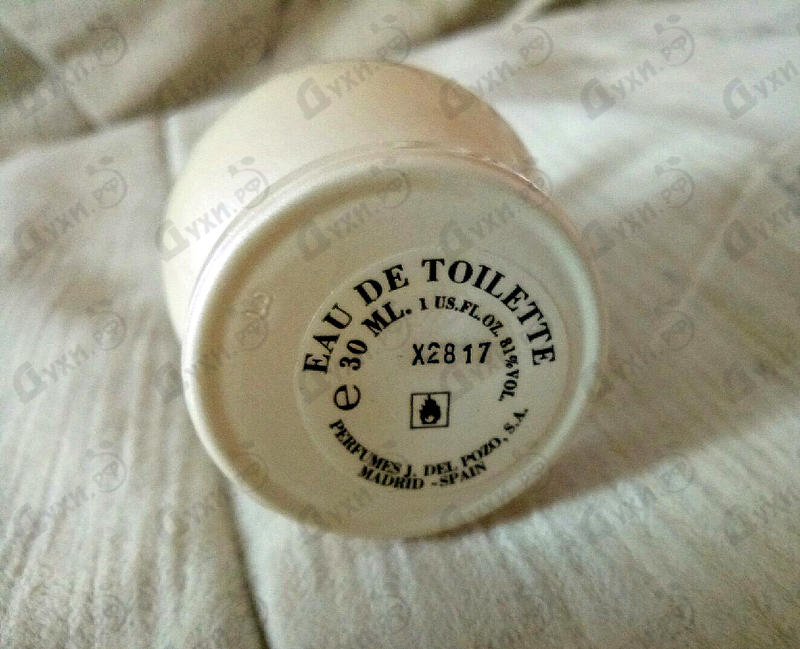 EAU DE TOILETTE
℮ 30 ML. 1 US.FL.OZ. 81%VOL.
X2817
PERFUMES J. DEL POZO, S.A.
MADRID - SPAIN
Духи.РФ